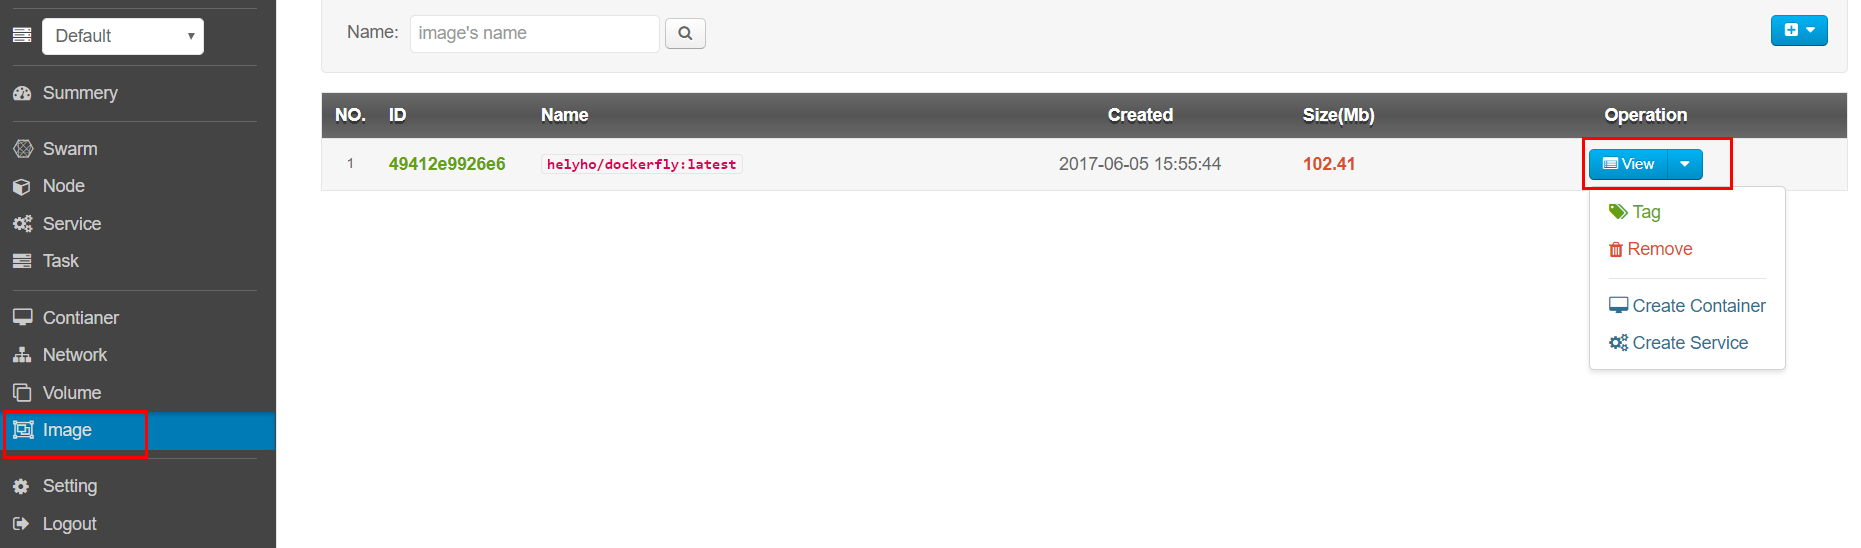 Default
Summery
Swarm
Node
Service
Task
Contianer
Network
Volume
Image
Setting
Logout
Name: image's name
NO. ID Name Created Size(Mb) Operation
1 49412e9926e6 helyho/dockerfly:latest 2017-06-05 15:55:44 102.41 View
Tag
Remove
Create Container
Create Service